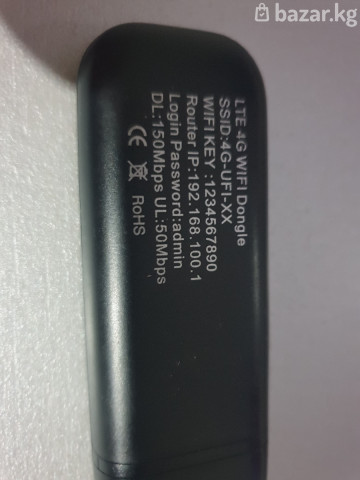 bazar.kg
LTE 4G WIFI Dongle
SSID:4G-UFI-XX
WIFI KEY :1234567890
Router IP:192.168.100.1
Login Password:admin
DL:150Mbps UL:50Mbps
CE RoHS